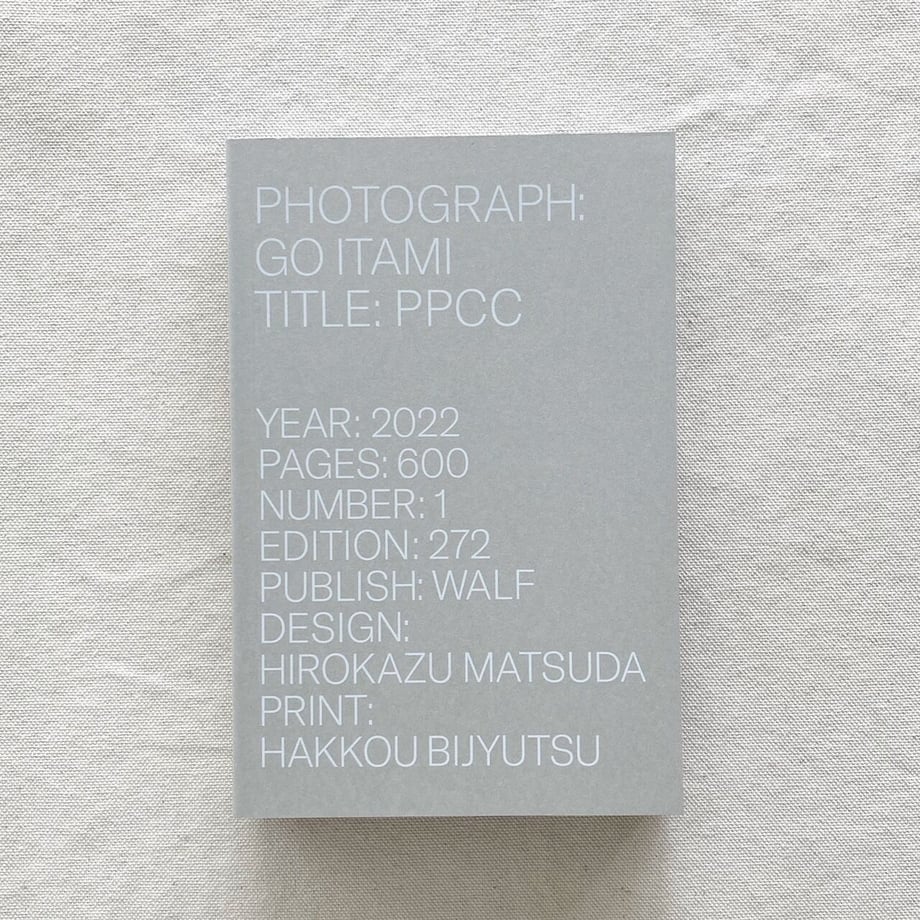 PHOTOGRAPH:
GO ITAMI
TITLE: PPCC
YEAR: 2022
PAGES: 600
NUMBER: 1
EDITION: 272
PUBLISH: WALF
DESIGN:
HIROKAZU MATSUDA
PRINT:
HAKKOU BIJYUTSU